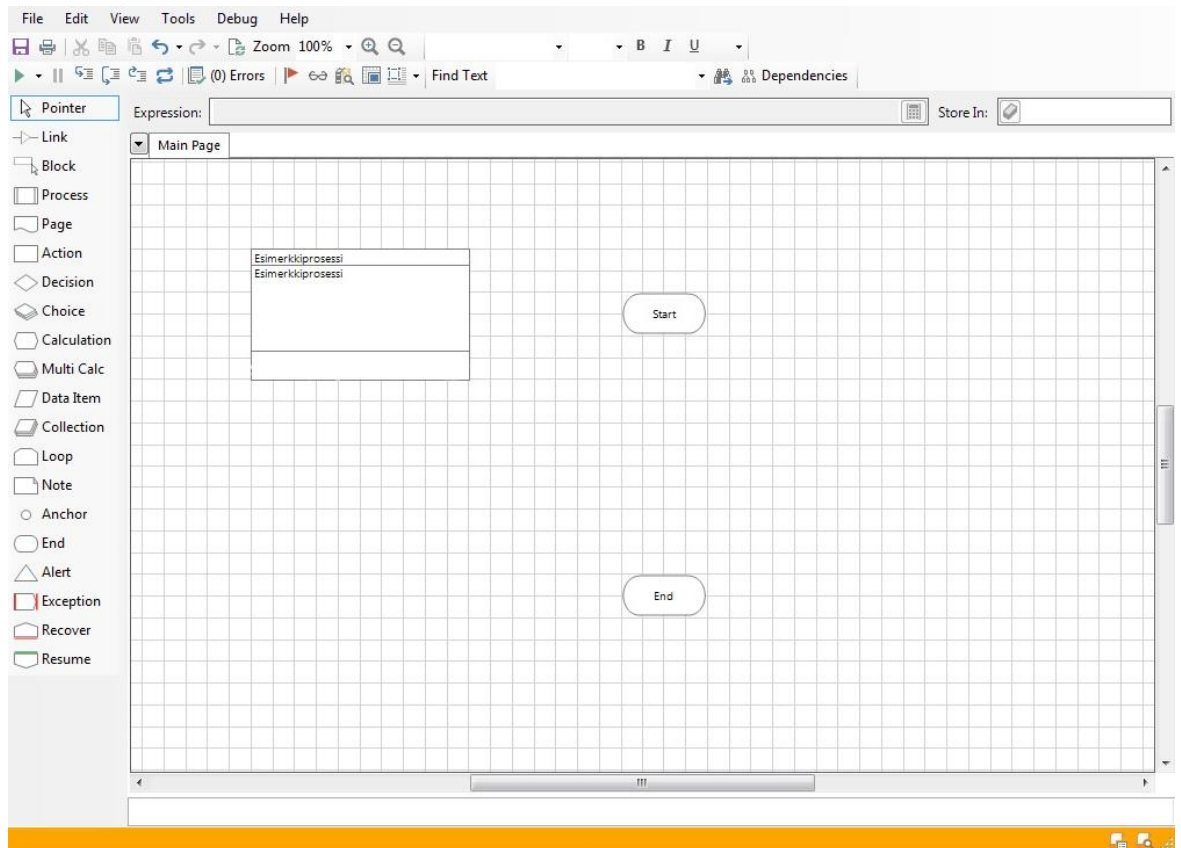 File Edit View Tools Debug Help
Zoom 100% B I U
(0) Errors Find Text Dependencies
Pointer
Expression: Store In:
Link
Main Page
Block
Process
Page
Action
Esimerkkiprosessi
Esimerkkiprosessi
Decision
Choice
Start
Calculation
Multi Calc
Data Item
Collection
Loop
Note
Anchor
End
Alert
End
Exception
Recover
Resume